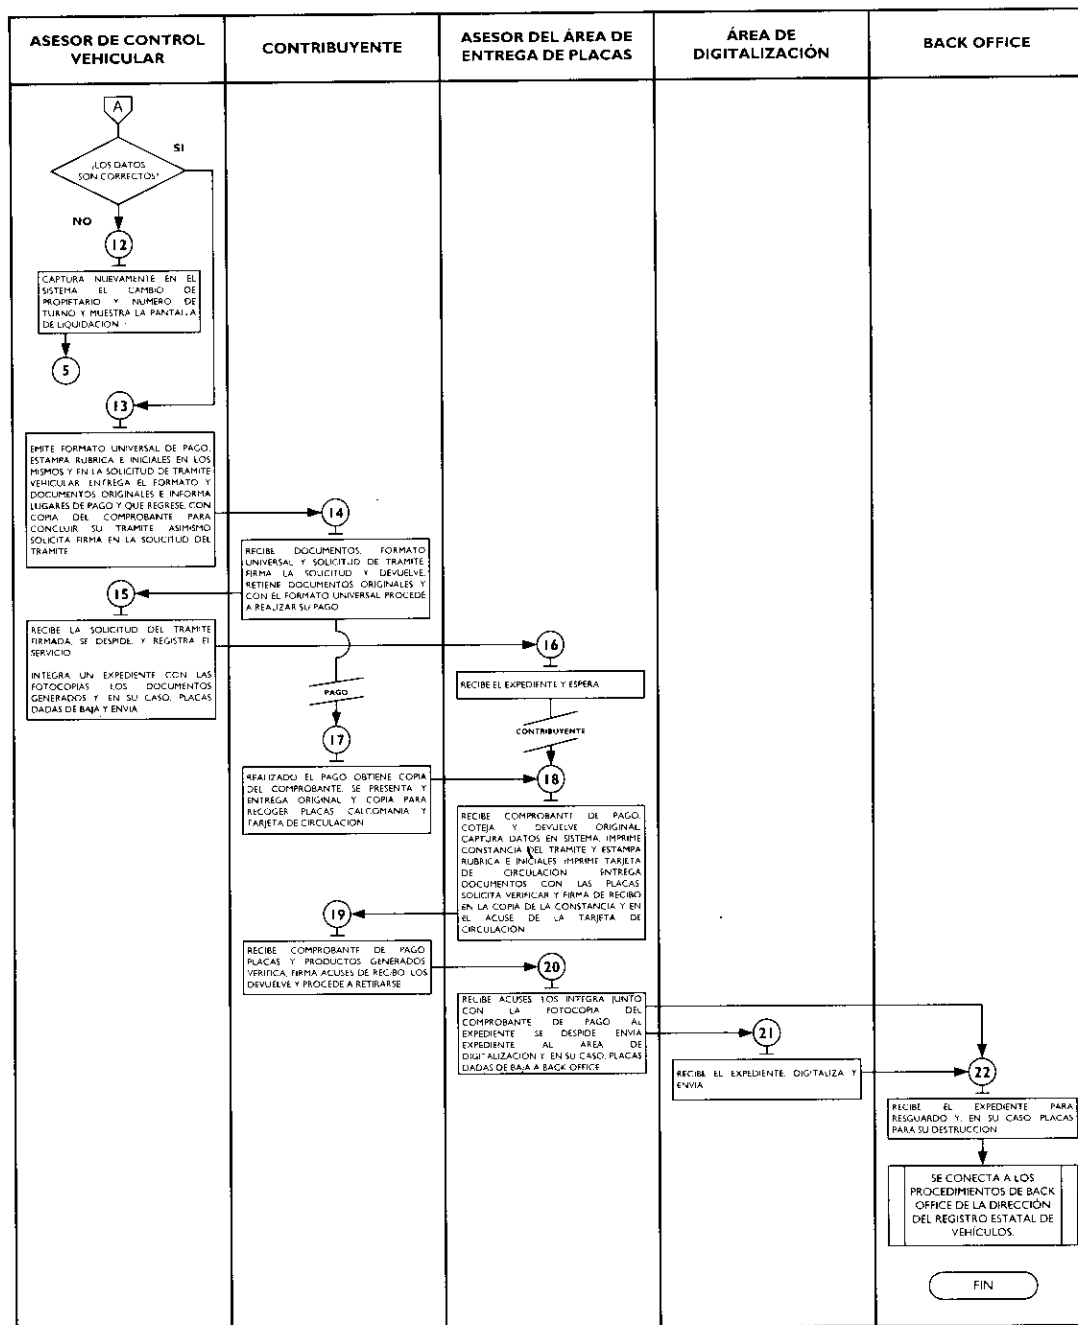 ASESOR DE CONTROL
VEHICULAR
CONTRIBUYENTE
ASESOR DEL ÁREA DE
ENTREGA DE PLACAS
ÁREA DE
DIGITALIZACIÓN
BACK OFFICE
A
¿LOS DATOS
SON CORRECTOS?
SI
NO
12
CAPTURA NUEVAMENTE EN EL
SISTEMA EL CAMBIO DE
PROPIETARIO Y NUMERO DE
TURNO Y MUESTRA LA PANTALLA
DE LIQUIDACION
5
13
EMITE FORMATO UNIVERSAL DE PAGO,
ESTAMPA RUBRICA E INICIALES EN LOS
MISMOS Y EN LA SOLICITUD DE TRAMITE
VEHICULAR. ENTREGA EL FORMATO Y
DOCUMENTOS ORIGINALES E INFORMA
LUGARES DE PAGO Y QUE REGRESE, CON
COPIA DEL COMPROBANTE PARA
CONCLUIR SU TRAMITE ASIMISMO
SOLICITA FIRMA EN LA SOLICITUD DEL
TRAMITE
14
RECIBE DOCUMENTOS, FORMATO
UNIVERSAL Y SOLICITUD DE TRAMITE
FIRMA LA SOLICITUD Y DEVUELVE,
RETIENE DOCUMENTOS ORIGINALES Y
CON EL FORMATO UNIVERSAL PROCEDE
A REALIZAR SU PAGO
15
RECIBE LA SOLICITUD DEL TRAMITE
FIRMADA, SE DESPIDE, Y REGISTRA EL
SERVICIO
INTEGRA UN EXPEDIENTE CON LAS
FOTOCOPIAS LOS DOCUMENTOS
GENERADOS Y EN SU CASO, PLACAS
DADAS DE BAJA Y ENVIA
16
RECIBE EL EXPEDIENTE Y ESPERA
PAGO
CONTRIBUYENTE
17
REALIZADO EL PAGO OBTIENE COPIA
DEL COMPROBANTE, SE PRESENTA Y
ENTREGA ORIGINAL Y COPIA PARA
RECOGER PLACAS CALCOMANIA Y
TARJETA DE CIRCULACION
18
RECIBE COMPROBANTE DE PAGO,
COTEJA Y DEVUELVE ORIGINAL,
CAPTURA DATOS EN SISTEMA, IMPRIME
CONSTANCIA DEL TRAMITE Y ESTAMPA
RUBRICA E INICIALES IMPRIME TARJETA
DE CIRCULACION ENTREGA
DOCUMENTOS CON LAS PLACAS
SOLICITA VERIFICAR Y FIRMA DE RECIBO
EN LA COPIA DE LA CONSTANCIA Y EN
EL ACUSE DE LA TARJETA DE
CIRCULACIÓN
19
RECIBE COMPROBANTE DE PAGO
PLACAS Y PRODUCTOS GENERADOS
VERIFICA, FIRMA ACUSES DE RECIBO LOS
DEVUELVE Y PROCEDE A RETIRARSE
20
RECIBE ACUSES LOS INTEGRA JUNTO
CON LA FOTOCOPIA DEL
COMPROBANTE DE PAGO AL
EXPEDIENTE SE DESPIDE ENVIA
EXPEDIENTE AL AREA DE
DIGITALIZACIÓN Y EN SU CASO, PLACAS
DADAS DE BAJA A BACK OFFICE
21
RECIBE EL EXPEDIENTE, DIGITALIZA Y
ENVIA
22
RECIBE EL EXPEDIENTE PARA
RESGUARDO Y, EN SU CASO PLACAS
PARA SU DESTRUCCION
SE CONECTA A LOS
PROCEDIMIENTOS DE BACK
OFFICE DE LA DIRECCIÓN
DEL REGISTRO ESTATAL DE
VEHÍCULOS.
FIN